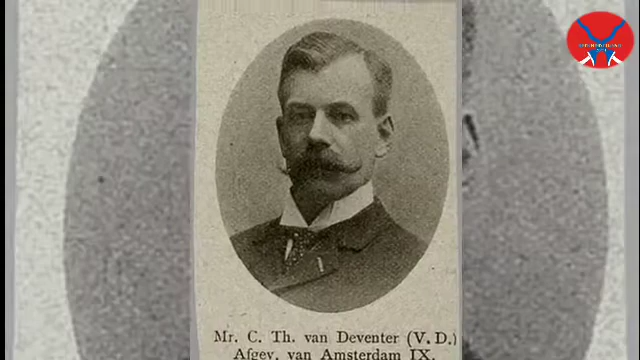 Mr. C. Th. van Deventer (V. D.)
Afgev. van Amsterdam IX.